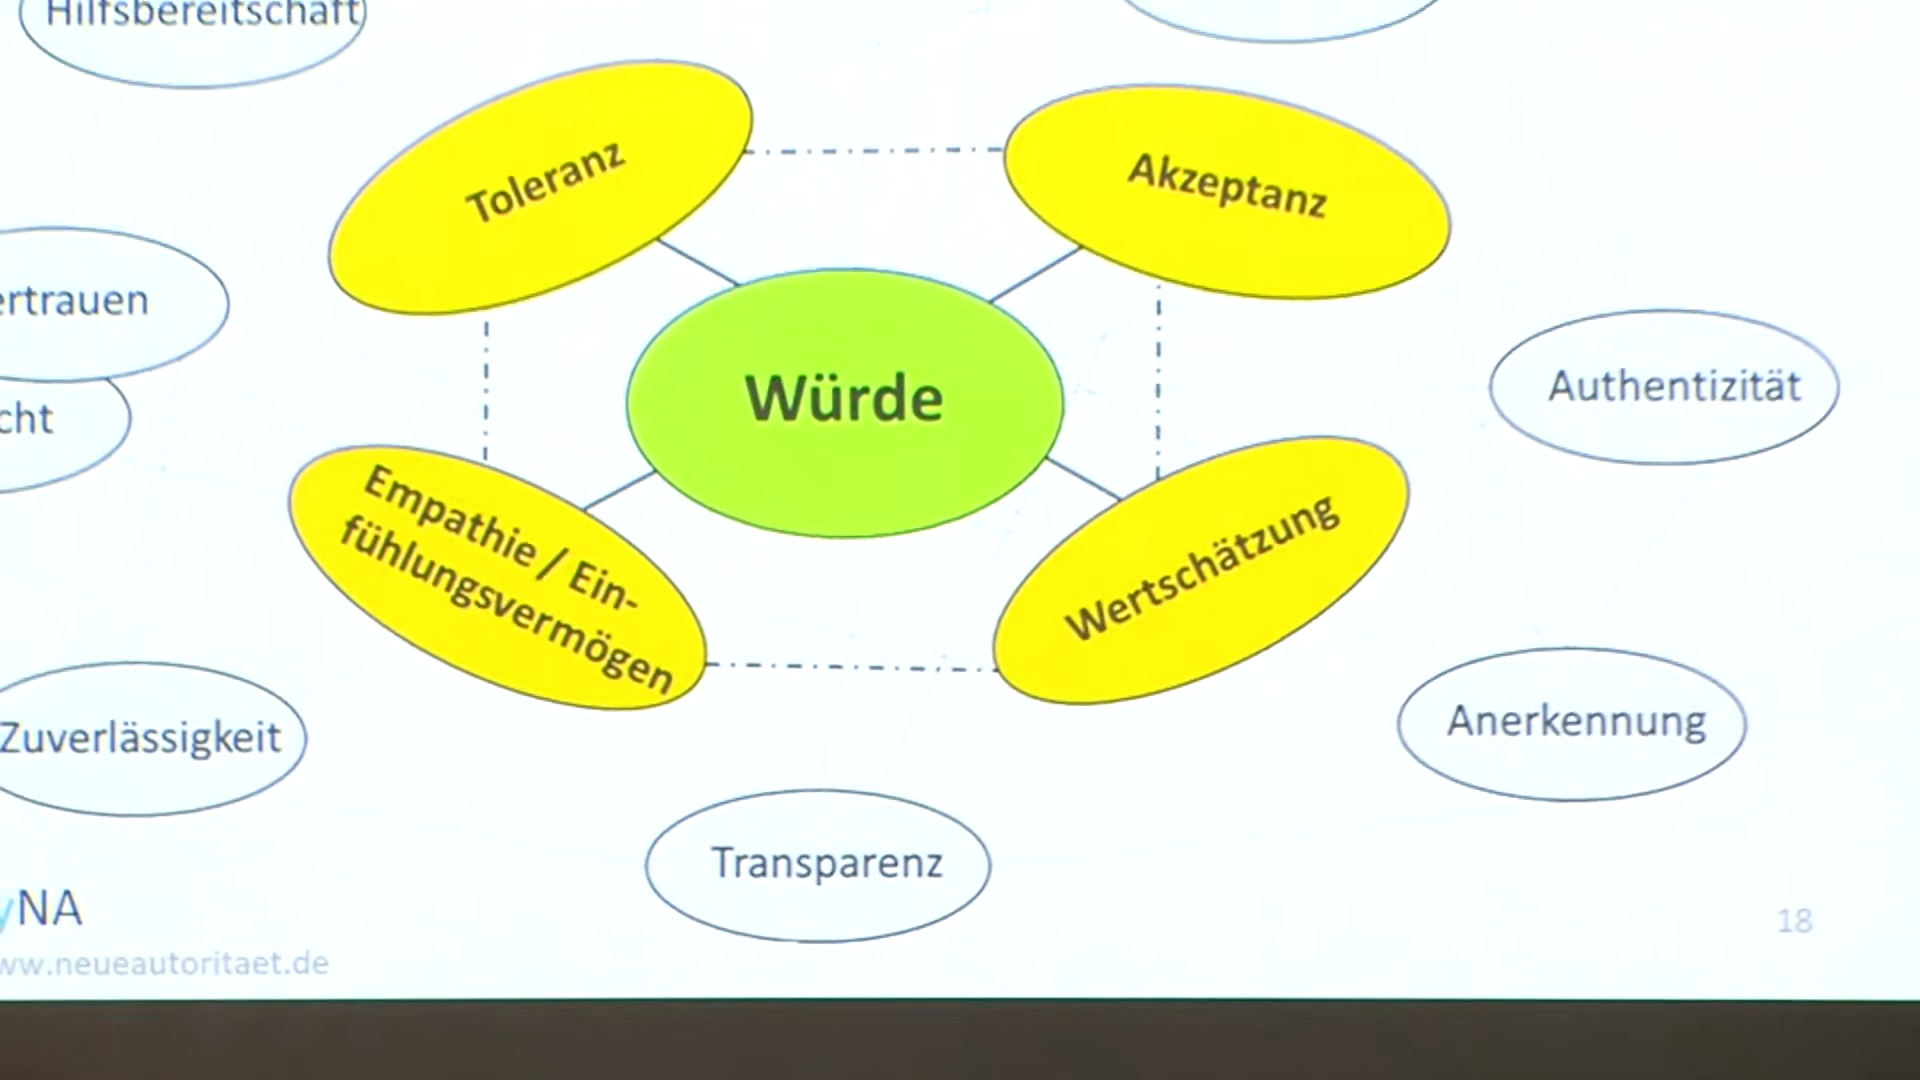 Hilfsbereitschaft
Toleranz
Akzeptanz
ertrauen
Würde
Authentizität
cht
Empathie / Ein-
fühlungsvermögen
Wertschätzung
Zuverlässigkeit
Anerkennung
Transparenz
yNA
18
ww.neueautoritaet.de